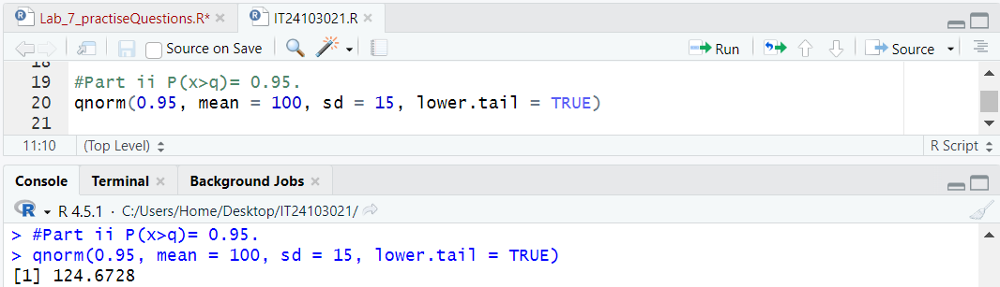 Lab_7_practiseQuestions.R* IT24103021.R
Source on Save Run Source
18
19 #Part ii P(x>q)= 0.95.
20 qnorm(0.95, mean = 100, sd = 15, lower.tail = TRUE)
21
11:10 (Top Level) R Script
Console Terminal Background Jobs
R 4.5.1 · C:/Users/Home/Desktop/IT24103021/
> #Part ii P(x>q)= 0.95.
> qnorm(0.95, mean = 100, sd = 15, lower.tail = TRUE)
[1] 124.6728